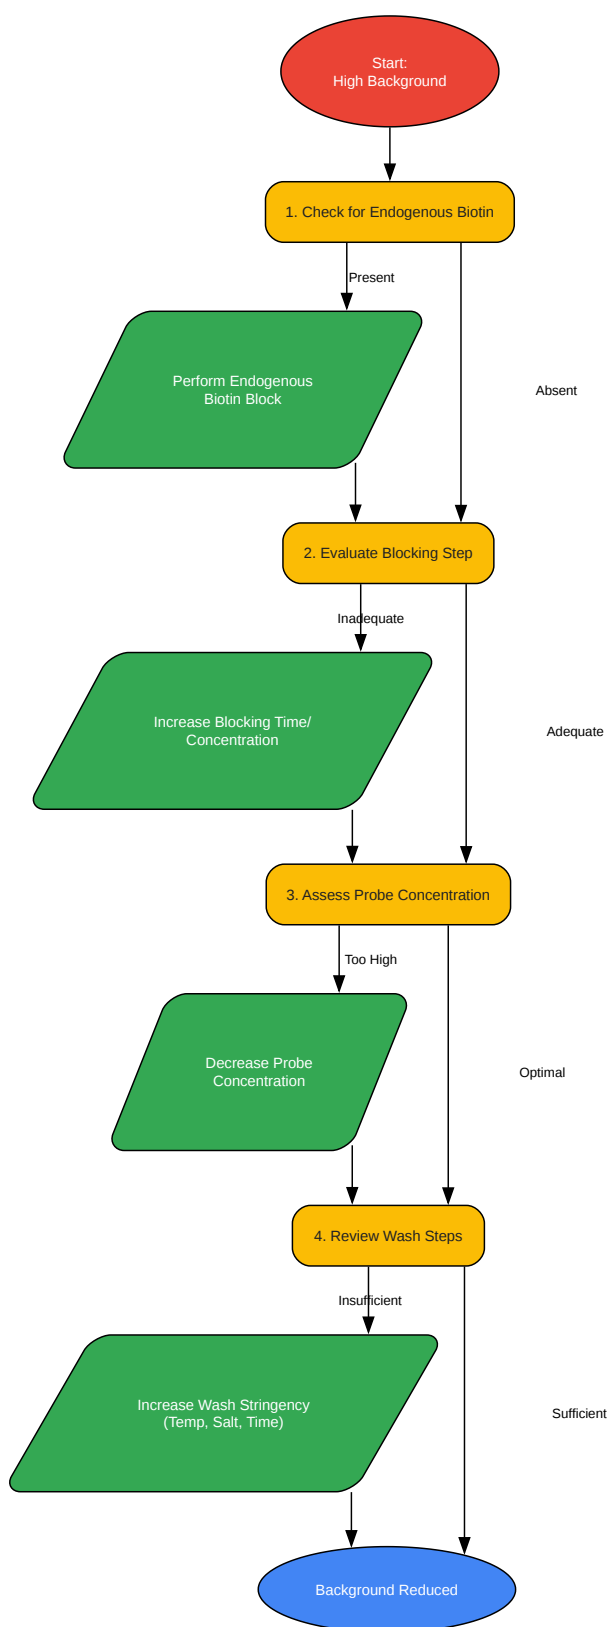 Start:
High Background
1. Check for Endogenous Biotin
Present
Perform Endogenous
Biotin Block
Absent
2. Evaluate Blocking Step
Inadequate
Increase Blocking Time/
Concentration
Adequate
3. Assess Probe Concentration
Too High
Decrease Probe
Concentration
Optimal
4. Review Wash Steps
Insufficient
Increase Wash Stringency
(Temp, Salt, Time)
Sufficient
Background Reduced